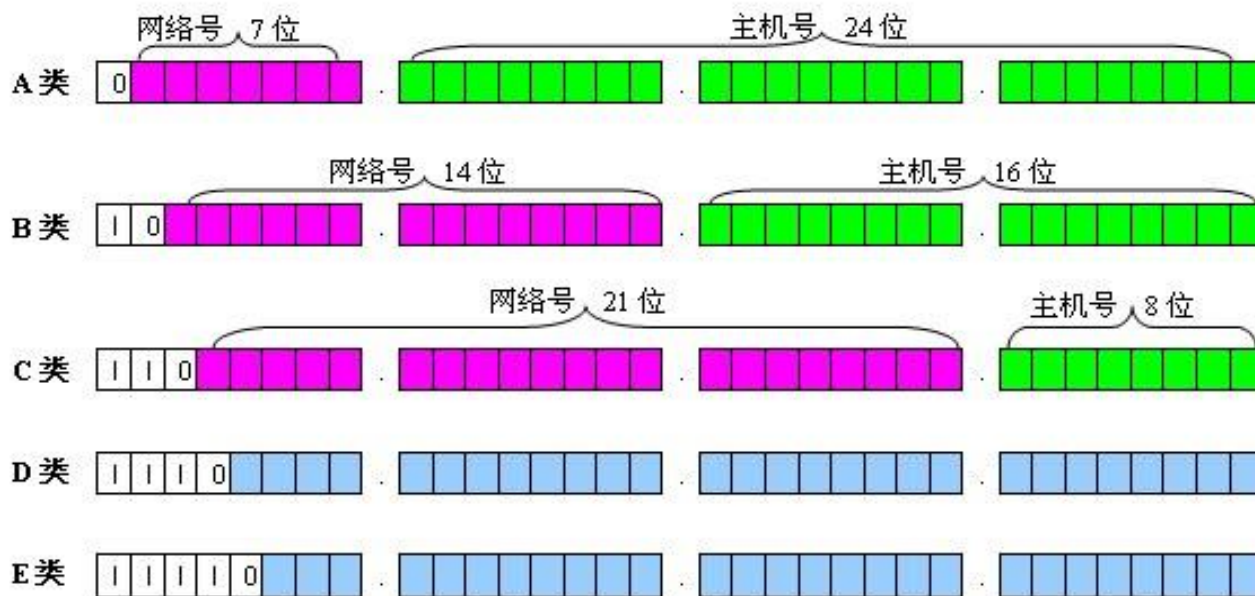 网络号 7 位 主机号 24 位
A 类 0 . . .
网络号 14 位 主机号 16 位
B 类 1 0 . . .
网络号 21 位 主机号 8 位
C 类 1 1 0 . . .
D 类 1 1 1 0 . . .
E 类 1 1 1 1 0 . . .